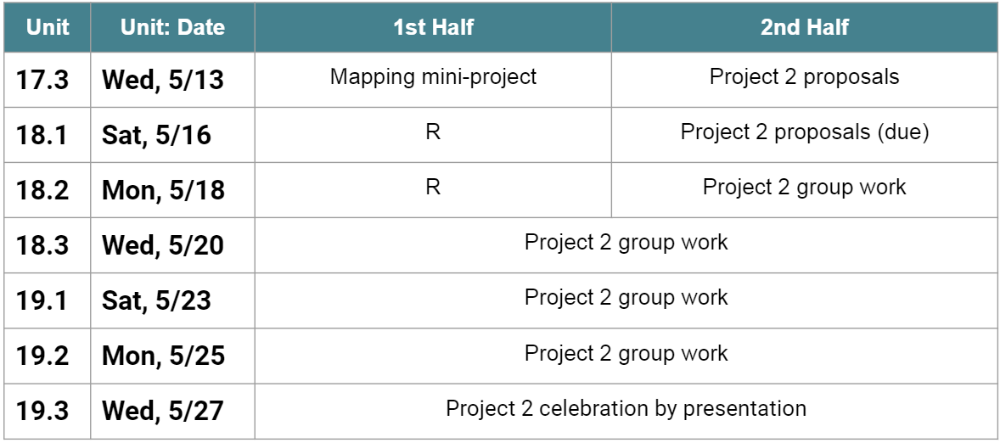 Unit Unit: Date 1st Half 2nd Half
17.3 Wed, 5/13 Mapping mini-project Project 2 proposals
18.1 Sat, 5/16 R Project 2 proposals (due)
18.2 Mon, 5/18 R Project 2 group work
18.3 Wed, 5/20 Project 2 group work
19.1 Sat, 5/23 Project 2 group work
19.2 Mon, 5/25 Project 2 group work
19.3 Wed, 5/27 Project 2 celebration by presentation